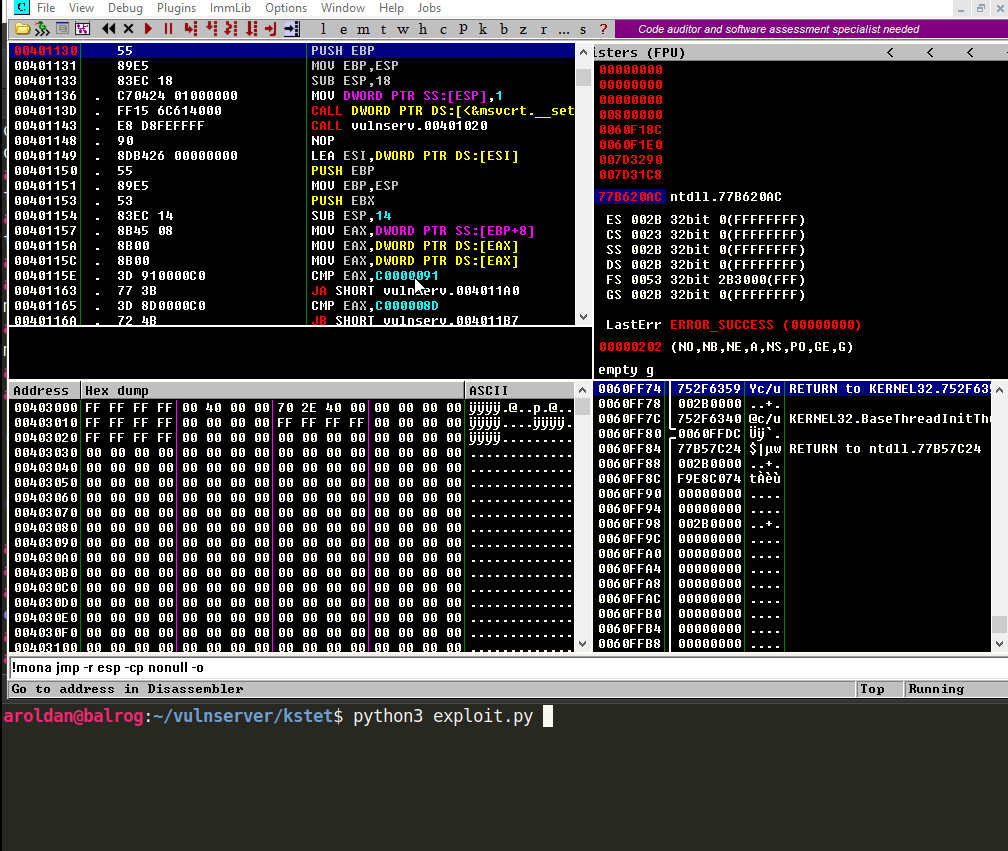 C File View Debug Plugins ImmLib Options Window Help Jobs
l e m t w h c P k b z r ... s ? Code auditor and software assessment specialist needed
00401130 55 PUSH EBP
00401131 . 89E5 MOV EBP,ESP
00401133 . 83EC 18 SUB ESP,18
00401136 . C70424 01000000 MOV DWORD PTR SS:[ESP],1
0040113D . FF15 6C614000 CALL DWORD PTR DS:[<&msvcrt.__set
00401143 . E8 D8FEFFFF CALL vulnserv.00401020
00401148 . 90 NOP
00401149 . 8DB426 00000000 LEA ESI,DWORD PTR DS:[ESI]
00401150 . 55 PUSH EBP
00401151 . 89E5 MOV EBP,ESP
00401153 . 53 PUSH EBX
00401154 . 83EC 14 SUB ESP,14
00401157 . 8B45 08 MOV EAX,DWORD PTR SS:[EBP+8]
0040115A . 8B00 MOV EAX,DWORD PTR DS:[EAX]
0040115C . 8B00 MOV EAX,DWORD PTR DS:[EAX]
0040115E . 3D 910000C0 CMP EAX,C0000091
00401163 . 77 3B JA SHORT vulnserv.004011A0
00401165 . 3D 8D0000C0 CMP EAX,C000008D
0040116A . 72 4B JB SHORT vulnserv.004011B7
isters (FPU) < < <
00000000
00000000
00000000
00800000
0060F18C
0060F1E0
007D3290
007D31C8
77B620AC ntdll.77B620AC
ES 002B 32bit 0(FFFFFFFF)
CS 0023 32bit 0(FFFFFFFF)
SS 002B 32bit 0(FFFFFFFF)
DS 002B 32bit 0(FFFFFFFF)
FS 0053 32bit 2B3000(FFF)
GS 002B 32bit 0(FFFFFFFF)
LastErr ERROR_SUCCESS (00000000)
00000202 (NO,NB,NE,A,NS,PO,GE,G)
empty g
Address Hex dump ASCII
00403000 FF FF FF FF 00 40 00 00 70 2E 40 00 00 00 00 00 ÿÿÿÿ.@..p.@.....
00403010 FF FF FF FF 00 00 00 00 FF FF FF FF 00 00 00 00 ÿÿÿÿ....ÿÿÿÿ....
00403020 FF FF FF FF 00 00 00 00 00 00 00 00 00 00 00 00 ÿÿÿÿ............
00403030 00 00 00 00 00 00 00 00 00 00 00 00 00 00 00 00 ................
00403040 00 00 00 00 00 00 00 00 00 00 00 00 00 00 00 00 ................
00403050 00 00 00 00 00 00 00 00 00 00 00 00 00 00 00 00 ................
00403060 00 00 00 00 00 00 00 00 00 00 00 00 00 00 00 00 ................
00403070 00 00 00 00 00 00 00 00 00 00 00 00 00 00 00 00 ................
00403080 00 00 00 00 00 00 00 00 00 00 00 00 00 00 00 00 ................
00403090 00 00 00 00 00 00 00 00 00 00 00 00 00 00 00 00 ................
004030A0 00 00 00 00 00 00 00 00 00 00 00 00 00 00 00 00 ................
004030B0 00 00 00 00 00 00 00 00 00 00 00 00 00 00 00 00 ................
004030C0 00 00 00 00 00 00 00 00 00 00 00 00 00 00 00 00 ................
004030D0 00 00 00 00 00 00 00 00 00 00 00 00 00 00 00 00 ................
004030E0 00 00 00 00 00 00 00 00 00 00 00 00 00 00 00 00 ................
004030F0 00 00 00 00 00 00 00 00 00 00 00 00 00 00 00 00 ................
00403100 00 00 00 00 00 00 00 00 00 00 00 00 00 00 00 00 ................
0060FF74 752F6359 Yc/u RETURN to KERNEL32.752F635
0060FF78 002B0000 ..+.
0060FF7C 752F6340 @c/u KERNEL32.BaseThreadInitThu
0060FF80 0060FFDC Üÿ`.
0060FF84 77B57C24 $|µw RETURN to ntdll.77B57C24
0060FF88 002B0000 ..+.
0060FF8C F9E8C074 tÀèù
0060FF90 00000000 ....
0060FF94 00000000 ....
0060FF98 002B0000 ..+.
0060FF9C 00000000 ....
0060FFA0 00000000 ....
0060FFA4 00000000 ....
0060FFA8 00000000 ....
0060FFAC 00000000 ....
0060FFB0 00000000 ....
0060FFB4 00000000 ....
0060FFB8 00000000 ....
!mona jmp -r esp -cp nonull -o
Go to address in Disassembler Top Running
aroldan@balrog:~/vulnserver/kstet$ python3 exploit.py